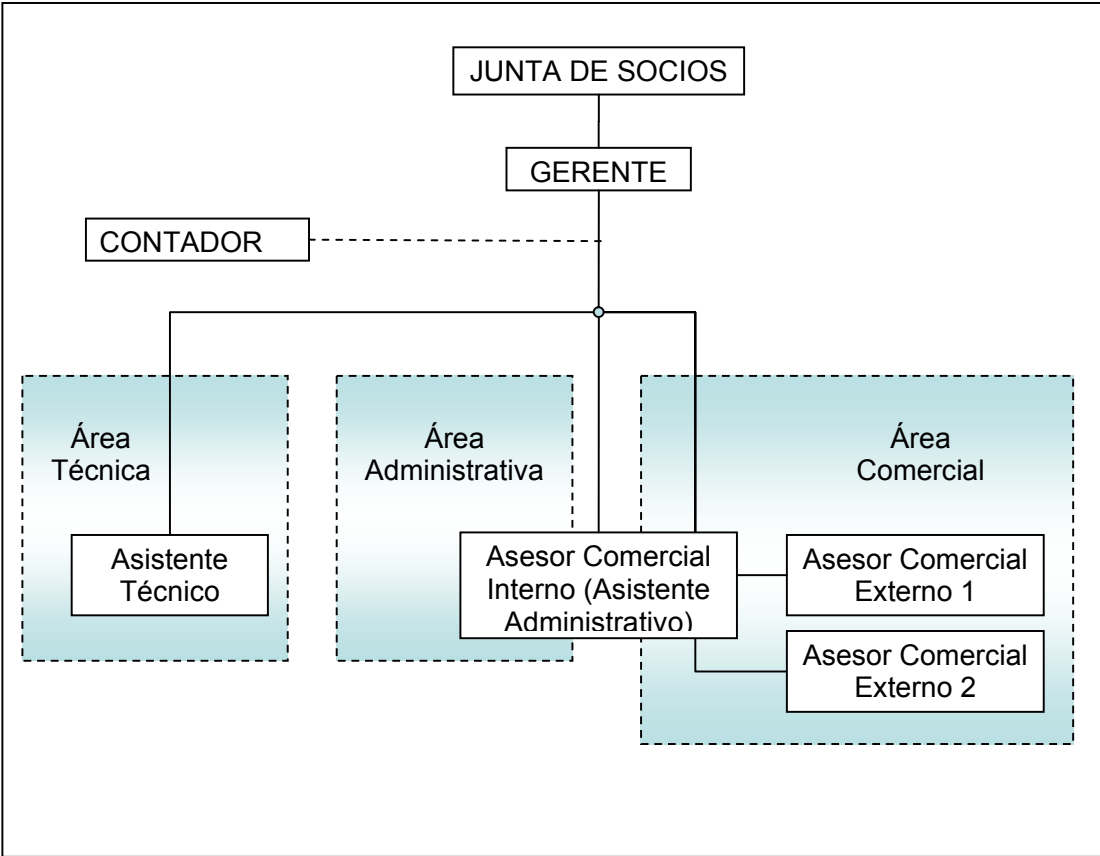 JUNTA DE SOCIOS
GERENTE
CONTADOR
Área
Técnica
Área
Administrativa
Área
Comercial
Asistente
Técnico
Asesor Comercial
Interno (Asistente
Administrativo)
Asesor Comercial
Externo 1
Asesor Comercial
Externo 2